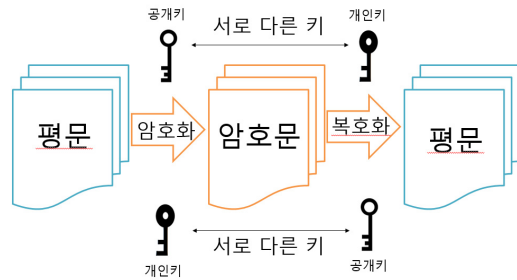 공개키
서로 다른 키
개인키
평문
암호화
암호문
복호화
평문
개인키
서로 다른 키
공개키